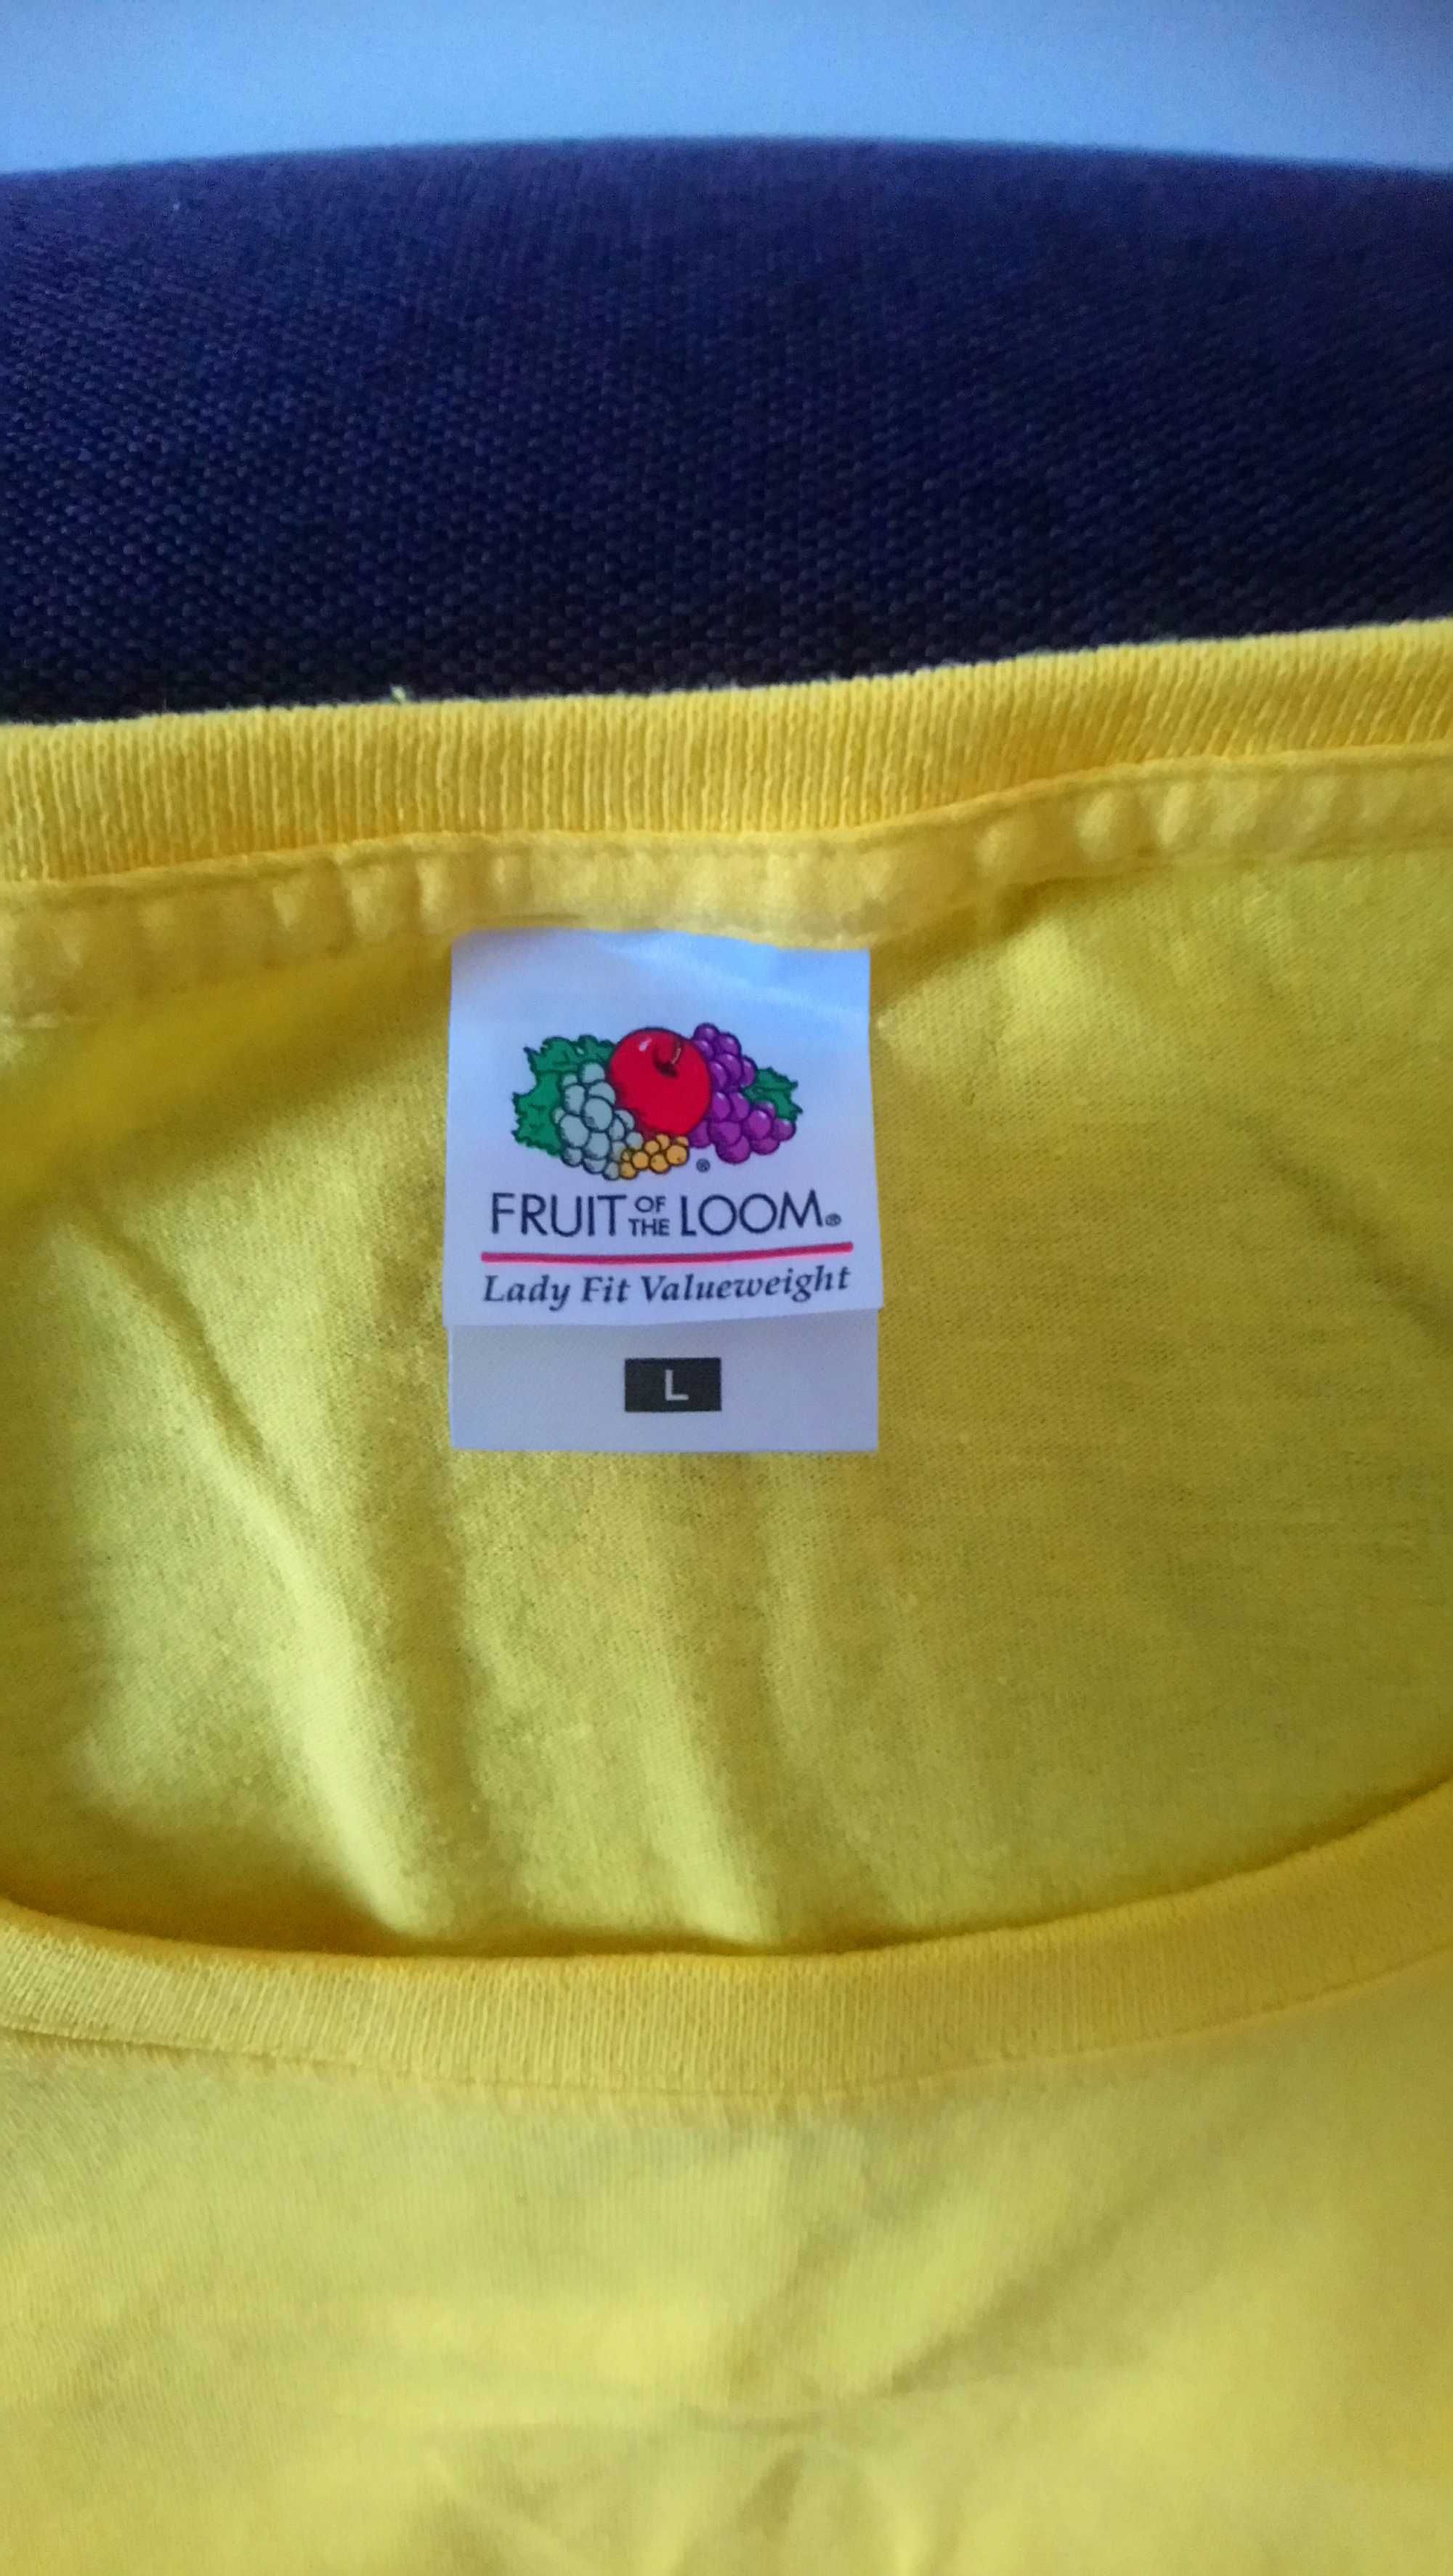 ®
FRUIT OF THE LOOM®
Lady Fit Valueweight
L